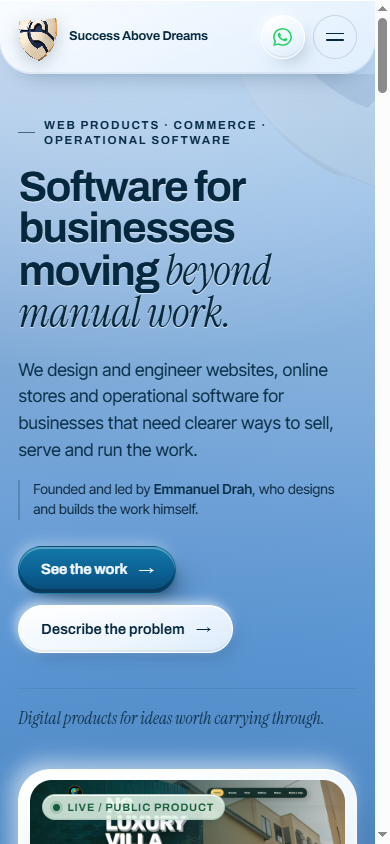 Success Above Dreams
WEB PRODUCTS · COMMERCE ·
OPERATIONAL SOFTWARE
Software for
businesses
moving beyond
manual work.
We design and engineer websites, online
stores and operational software for
businesses that need clearer ways to sell,
serve and run the work.
Founded and led by Emmanuel Drah, who designs
and builds the work himself.
See the work →
Describe the problem →
Digital products for ideas worth carrying through.
LIVE / PUBLIC PRODUCT
LUXURY
VILLA